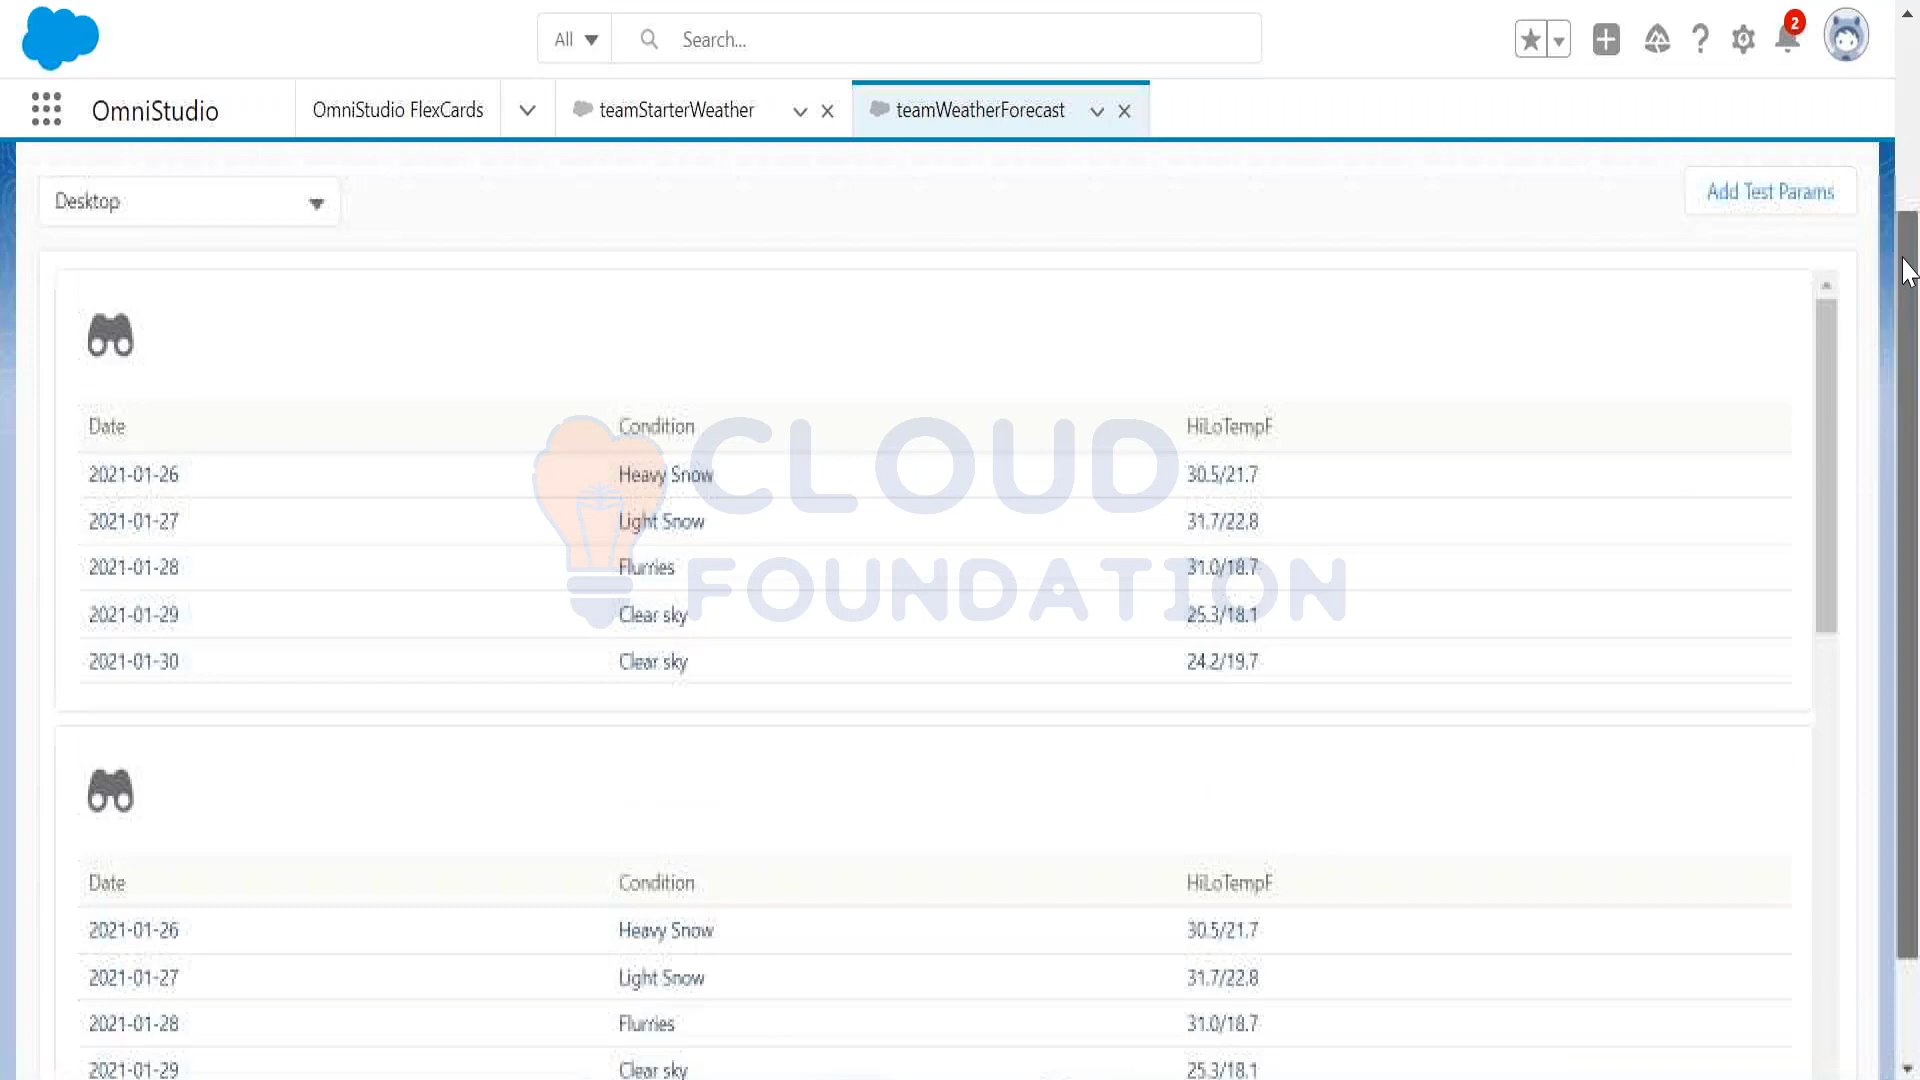 All Search... 2
OmniStudio OmniStudio FlexCards teamStarterWeather teamWeatherForecast
Desktop Add Test Params
Date Condition HiLoTempF
2021-01-26 Heavy Snow 30.5/21.7
2021-01-27 Light Snow 31.7/22.8
2021-01-28 Flurries 31.0/18.7
2021-01-29 Clear sky 25.3/18.1
2021-01-30 Clear sky 24.2/19.7
CLOUD
FOUNDATION
Date Condition HiLoTempF
2021-01-26 Heavy Snow 30.5/21.7
2021-01-27 Light Snow 31.7/22.8
2021-01-28 Flurries 31.0/18.7
2021-01-29 Clear sky 25.3/18.1